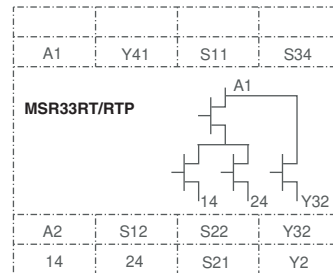 A1 Y41 S11 S34
A1
MSR33RT/RTP
14 24 Y32
A2 S12 S22 Y32
14 24 S21 Y2